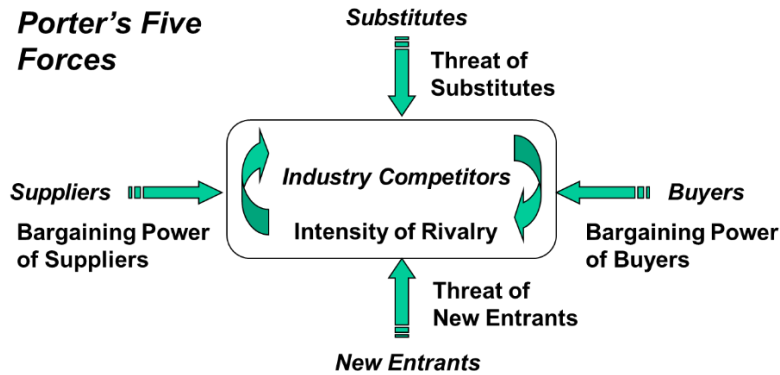 Porter's Five
Forces
Substitutes
Threat of
Substitutes
Suppliers
Bargaining Power
of Suppliers
Industry Competitors
Intensity of Rivalry
Buyers
Bargaining Power
of Buyers
Threat of
New Entrants
New Entrants